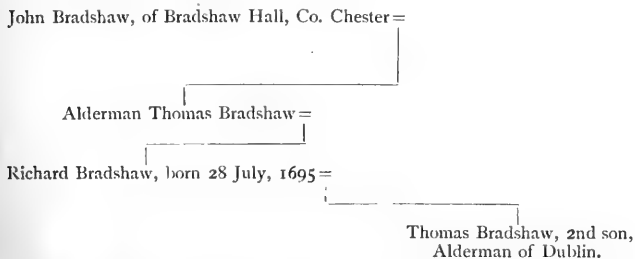 John Bradshaw, of Bradshaw Hall, Co. Chester=
Alderman Thomas Bradshaw=
Richard Bradshaw, born 28 July, 1695=
Thomas Bradshaw, 2nd son,
Alderman of Dublin.